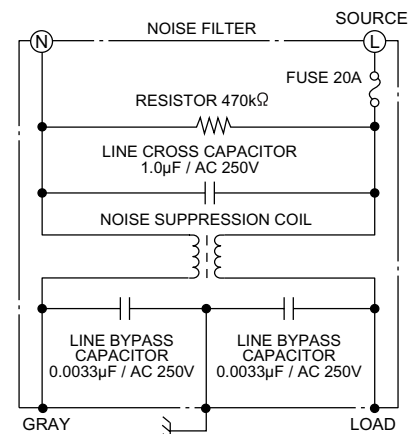 SOURCE
NOISE FILTER
N
L
FUSE 20A
RESISTOR 470kΩ
LINE CROSS CAPACITOR
1.0µF / AC 250V
NOISE SUPPRESSION COIL
LINE BYPASS
CAPACITOR
0.0033µF / AC 250V
LINE BYPASS
CAPACITOR
0.0033µF / AC 250V
GRAY
LOAD